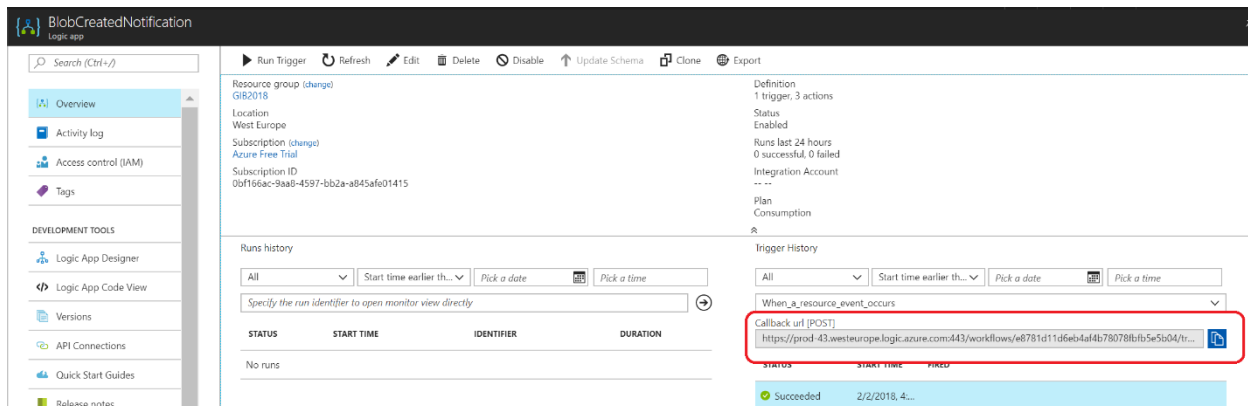 BlobCreatedNotification
Logic app
Search (Ctrl+/)
Overview
Activity log
Access control (IAM)
Tags
DEVELOPMENT TOOLS
Logic App Designer
Logic App Code View
Versions
API Connections
Quick Start Guides
Release notes
Run Trigger Refresh Edit Delete Disable Update Schema Clone Export
Resource group (change)
GIB2018
Location
West Europe
Subscription (change)
Azure Free Trial
Subscription ID
0bf166ac-9aa8-4597-bb2a-a845afe01415
Definition
1 trigger, 3 actions
Status
Enabled
Runs last 24 hours
0 successful, 0 failed
Integration Account
-- --
Plan
Consumption
Runs history
All Start time earlier th... Pick a date Pick a time
Specify the run identifier to open monitor view directly
STATUS START TIME IDENTIFIER DURATION
No runs
Trigger History
All Start time earlier th... Pick a date Pick a time
When_a_resource_event_occurs
Callback url [POST]
https://prod-43.westeurope.logic.azure.com:443/workflows/e8781d11d6eb4af4b78078fbfb5e5b04/tr...
STATUS START TIME FIRED
Succeeded 2/2/2018, 4:...